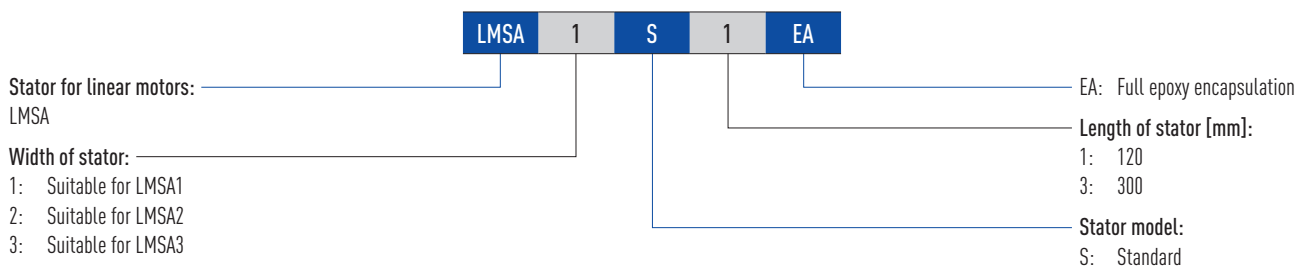 LMSA 1 S 1 EA
Stator for linear motors:
LMSA
Width of stator:
1: Suitable for LMSA1
2: Suitable for LMSA2
3: Suitable for LMSA3
EA: Full epoxy encapsulation
Length of stator [mm]:
1: 120
3: 300
Stator model:
S: Standard